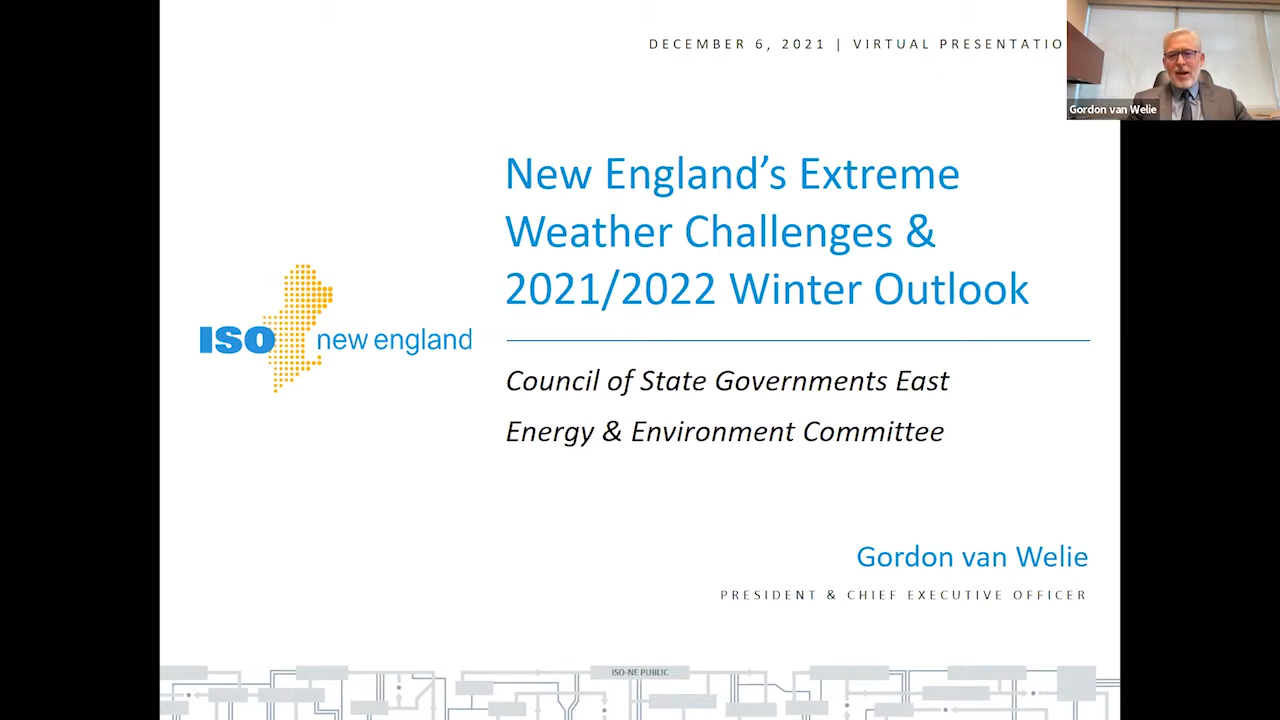 DECEMBER 6, 2021 | VIRTUAL PRESENTATIO
Gordon van Welie
New England’s Extreme
Weather Challenges &
2021/2022 Winter Outlook
ISO new england
Council of State Governments East
Energy & Environment Committee
Gordon van Welie
PRESIDENT & CHIEF EXECUTIVE OFFICER
ISO-NE PUBLIC